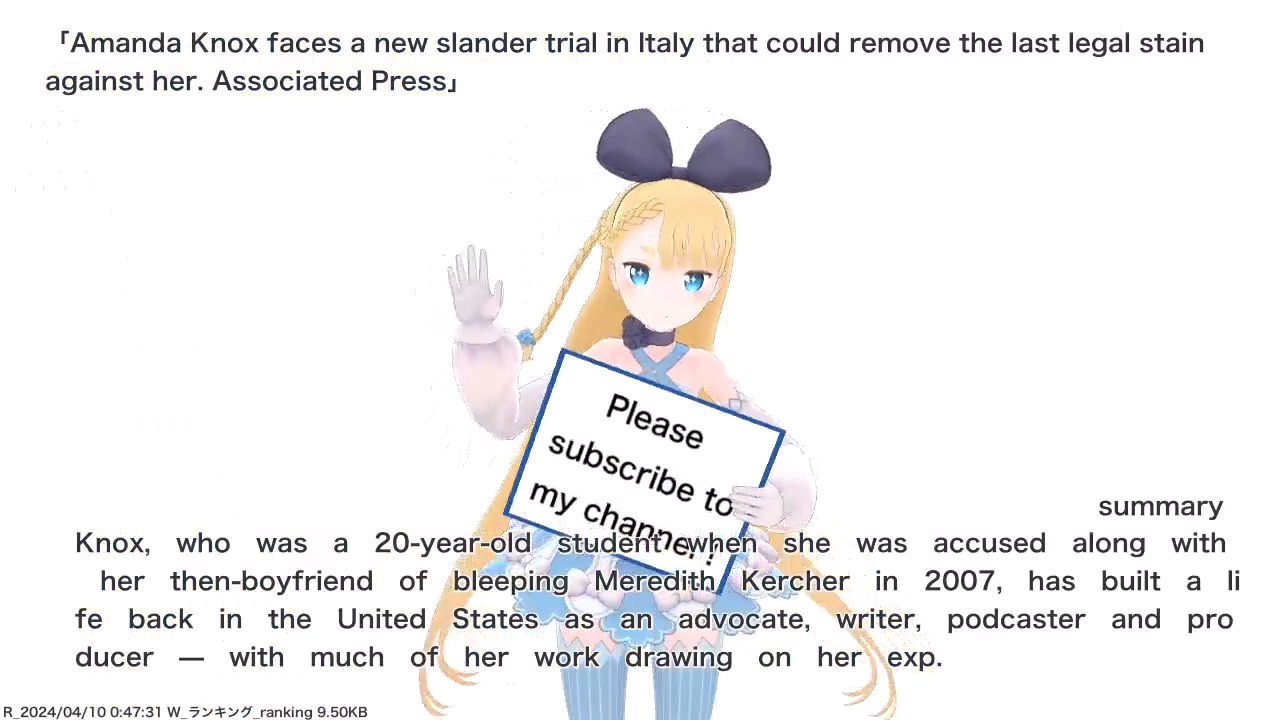 「Amanda Knox faces a new slander trial in Italy that could remove the last legal stain
against her. Associated Press」
Please
subscribe to
my channel!
summary
Knox, who was a 20-year-old student when she was accused along with
her then-boyfriend of bleeping Meredith Kercher in 2007, has built a li
fe back in the United States as an advocate, writer, podcaster and pro
ducer — with much of her work drawing on her exp.
R_2024/04/10 0:47:31 W_ランキング_ranking 9.50KB